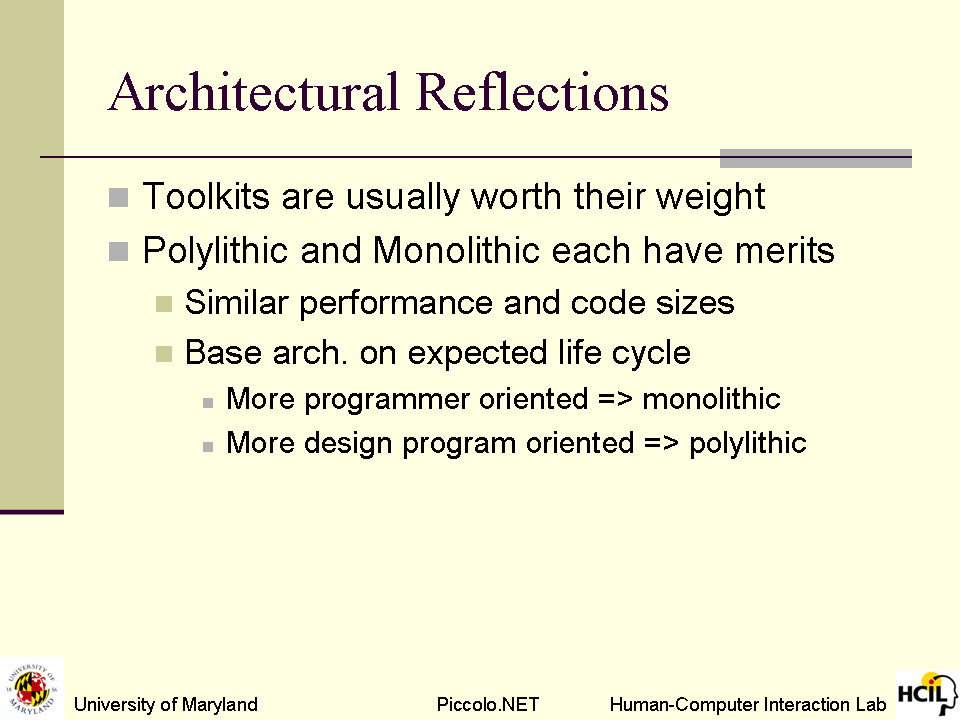 Architectural Reflections
Toolkits are usually worth their weight
Polylithic and Monolithic each have merits
Similar performance and code sizes
Base arch. on expected life cycle
More programmer oriented => monolithic
More design program oriented => polylithic
UNIVERSITY OF
18 56
MARYLAND
University of Maryland
Piccolo.NET
Human-Computer Interaction Lab
HCIL